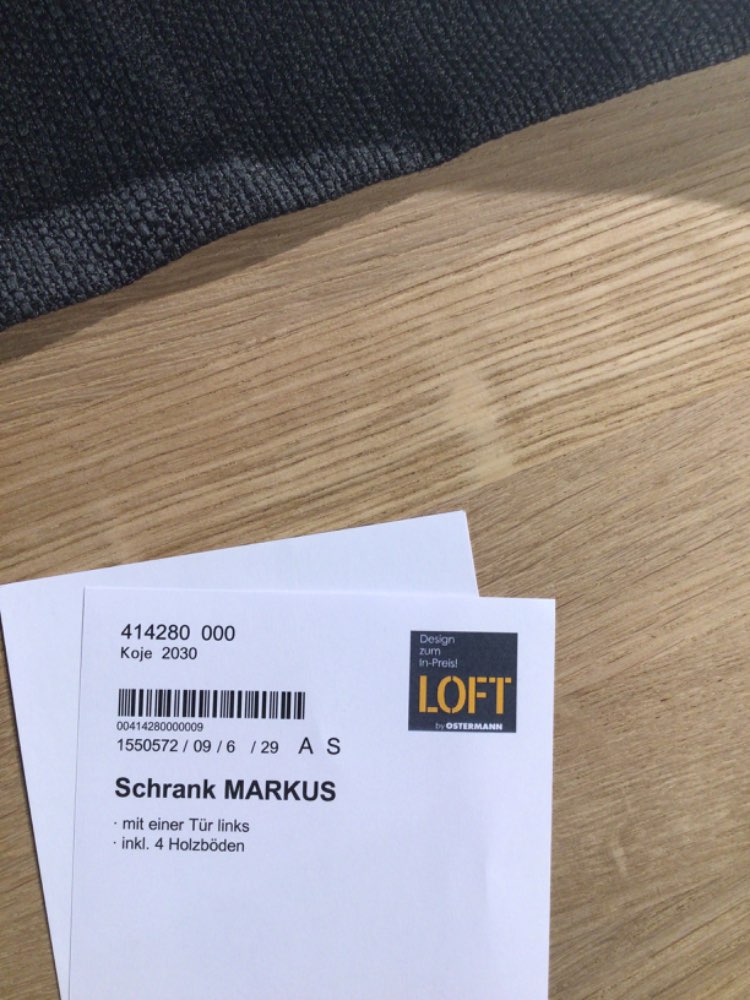 414280 000
Koje 2030
Design
zum
In-Preis!
LOFT
by OSTERMANN
00414280000009
1550572 / 09 / 6 / 29 A S
Schrank MARKUS
· mit einer Tür links
· inkl. 4 Holzböden